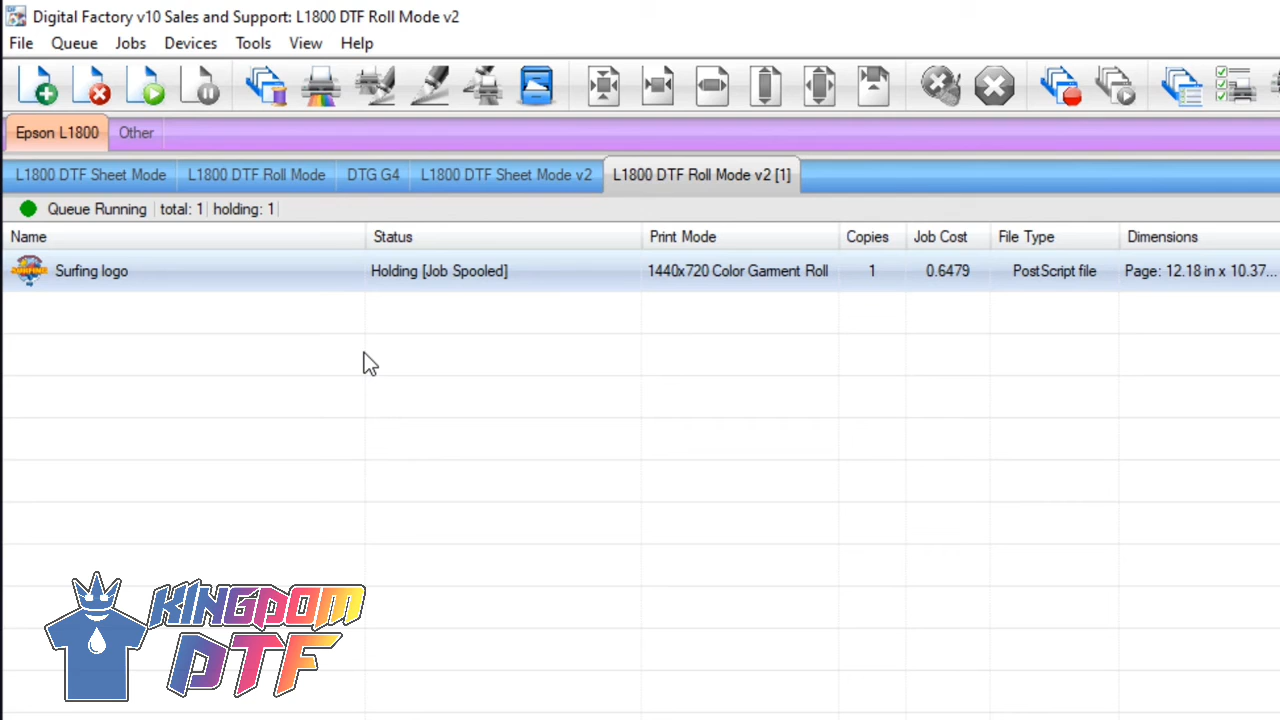 Digital Factory v10 Sales and Support: L1800 DTF Roll Mode v2
File Queue Jobs Devices Tools View Help
Epson L1800 Other
L1800 DTF Sheet Mode L1800 DTF Roll Mode DTG G4 L1800 DTF Sheet Mode v2 L1800 DTF Roll Mode v2 [1]
Queue Running total: 1 holding: 1
Name Status Print Mode Copies Job Cost File Type Dimensions
Surfing logo Holding [Job Spooled] 1440x720 Color Garment Roll 1 0.6479 PostScript file Page: 12.18 in x 10.37...
KINGDOM
DTF